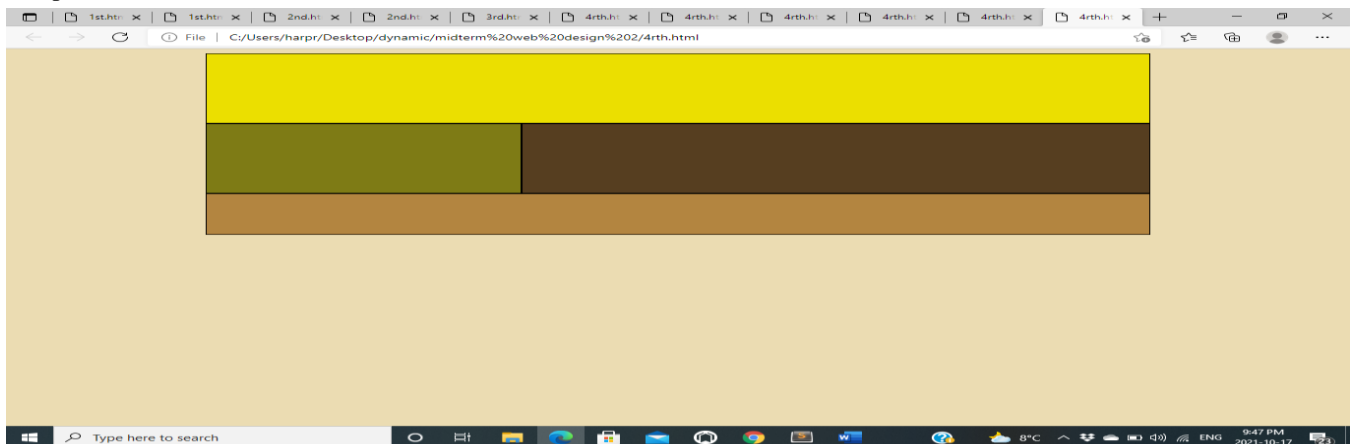 1st.htm 1st.htm 2nd.ht 2nd.ht 3rd.ht 4rth.ht 4rth.ht 4rth.ht 4rth.ht 4rth.ht 4rth.ht
File | C:/Users/harpr/Desktop/dynamic/midterm%20web%20design%202/4rth.html
Type here to search 8°C ENG 9:47 PM
2021-10-17 23